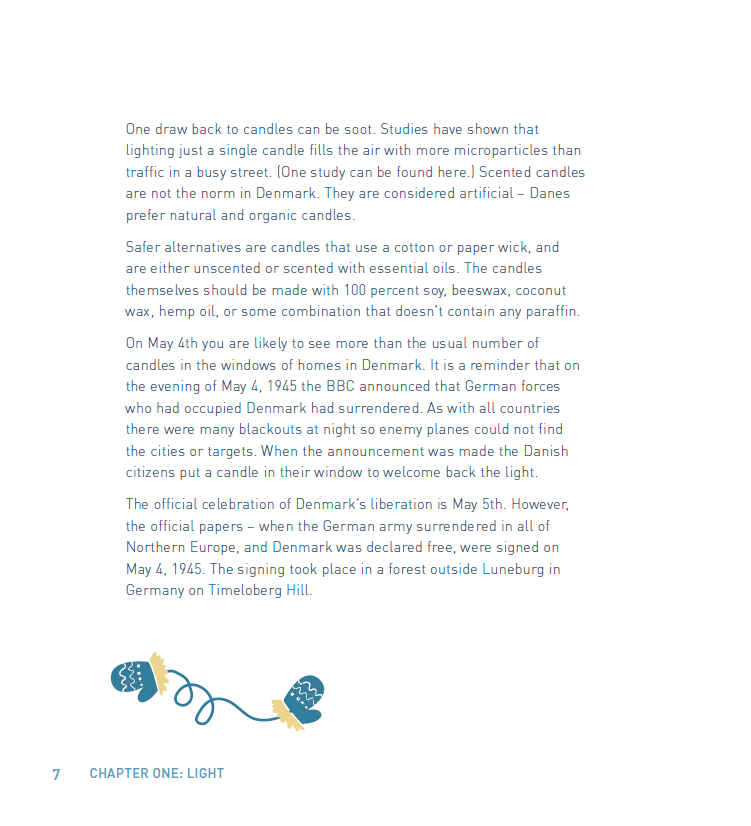 One draw back to candles can be soot. Studies have shown that
lighting just a single candle fills the air with more microparticles than
traffic in a busy street. (One study can be found here.) Scented candles
are not the norm in Denmark. They are considered artificial – Danes
prefer natural and organic candles.
Safer alternatives are candles that use a cotton or paper wick, and
are either unscented or scented with essential oils. The candles
themselves should be made with 100 percent soy, beeswax, coconut
wax, hemp oil, or some combination that doesn't contain any paraffin.
On May 4th you are likely to see more than the usual number of
candles in the windows of homes in Denmark. It is a reminder that on
the evening of May 4, 1945 the BBC announced that German forces
who had occupied Denmark had surrendered. As with all countries
there were many blackouts at night so enemy planes could not find
the cities or targets. When the announcement was made the Danish
citizens put a candle in their window to welcome back the light.
The official celebration of Denmark's liberation is May 5th. However,
the official papers – when the German army surrendered in all of
Northern Europe, and Denmark was declared free, were signed on
May 4, 1945. The signing took place in a forest outside Luneburg in
Germany on Timeloberg Hill.
7 CHAPTER ONE: LIGHT